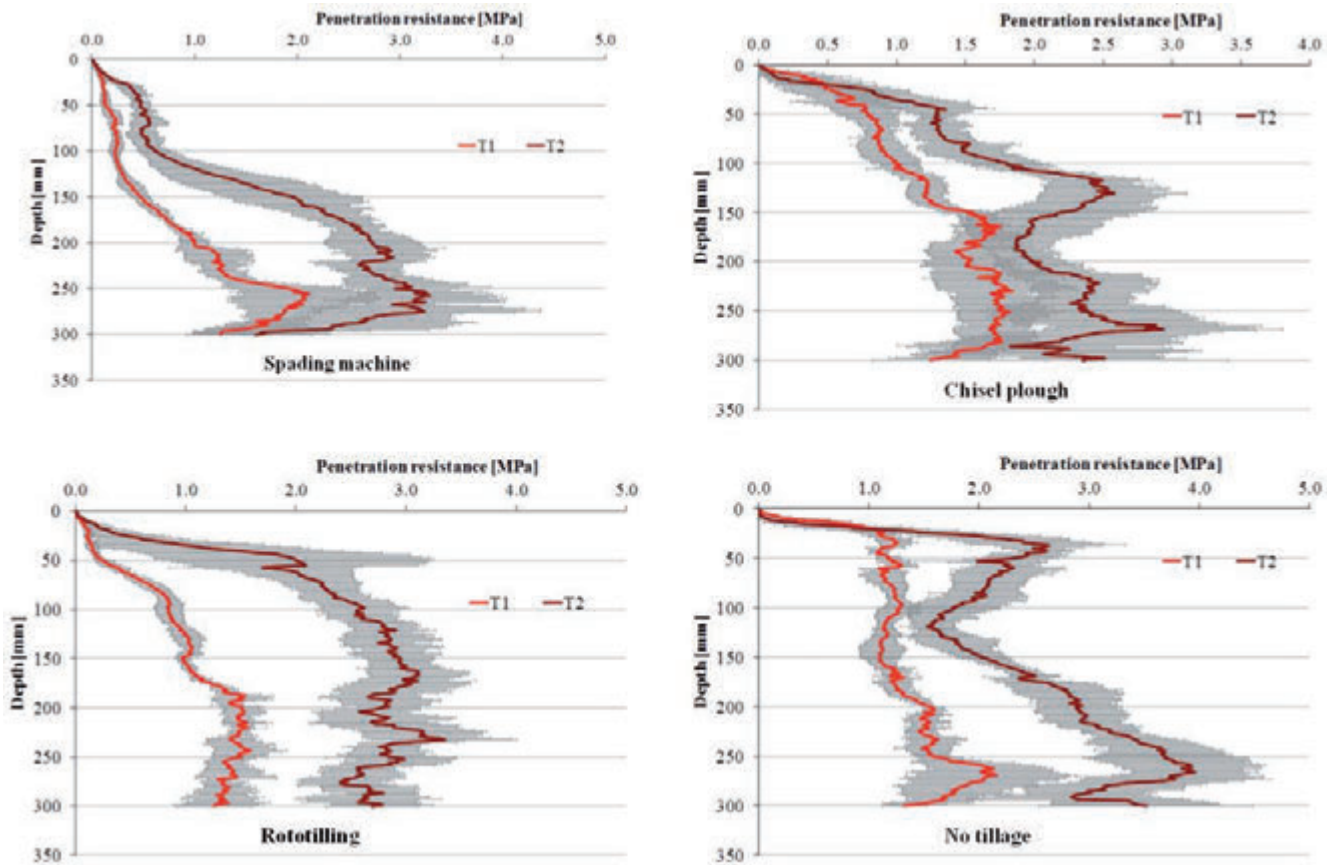 Penetration resistance [MPa]
0.0 1.0 2.0 3.0 4.0 5.0
0
50
100
150
200
250
300
350
Depth [mm]
T1 T2
Spading machine
Penetration resistance [MPa]
0.0 0.5 1.0 1.5 2.0 2.5 3.0 3.5 4.0
0
50
100
150
200
250
300
350
Depth [mm]
T1 T2
Chisel plough
Penetration resistance [MPa]
0.0 1.0 2.0 3.0 4.0 5.0
0
50
100
150
200
250
300
350
Depth [mm]
T1 T2
Rototilling
Penetration resistance [MPa]
0.0 1.0 2.0 3.0 4.0 5.0
0
50
100
150
200
250
300
350
Depth [mm]
T1 T2
No tillage